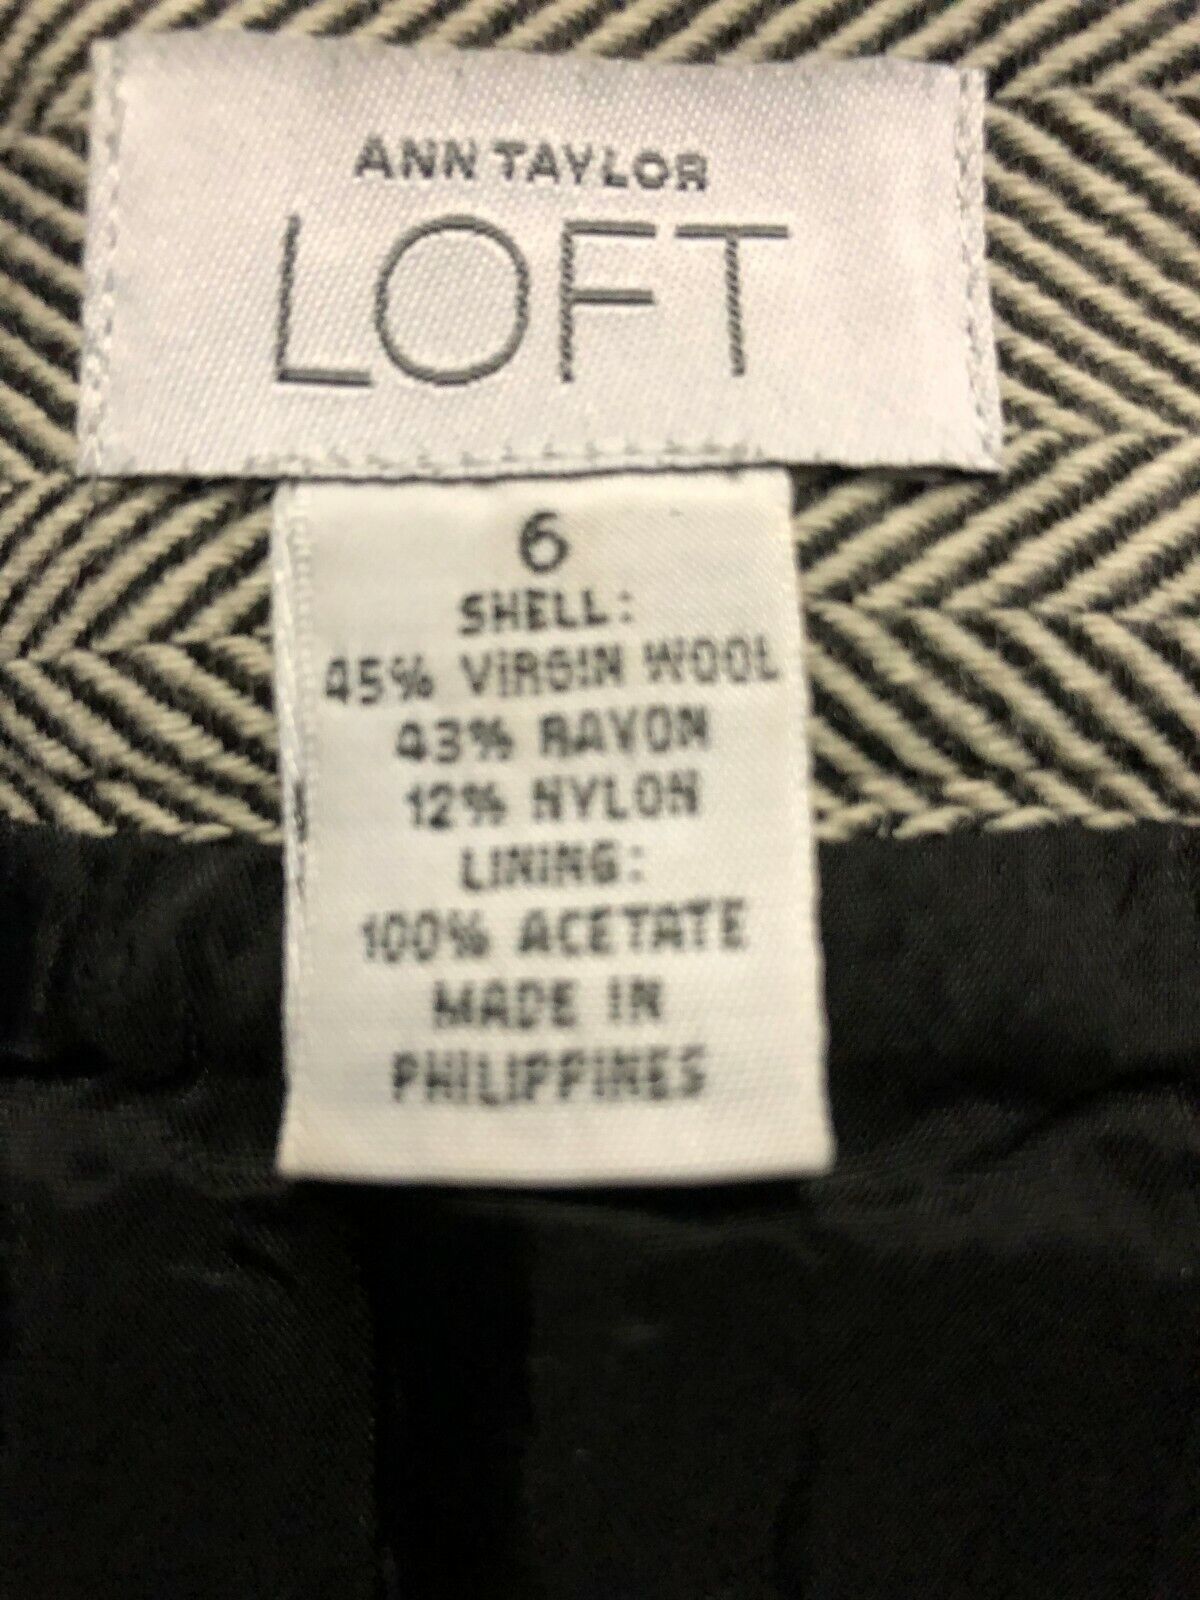 ANN TAYLOR
LOFT
6
SHELL:
45% VIRGIN WOOL
43% RAYON
12% NYLON
LINING:
100% ACETATE
MADE IN
PHILIPPINES